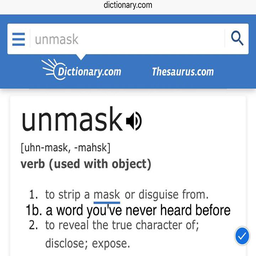 dictionary.com
unmask
Dictionary.com Thesaurus.com
unmask
[uhn-mask, -mahsk]
verb (used with object)
1. to strip a mask or disguise from.
1b. a word you've never heard before
2. to reveal the true character of;
disclose; expose.